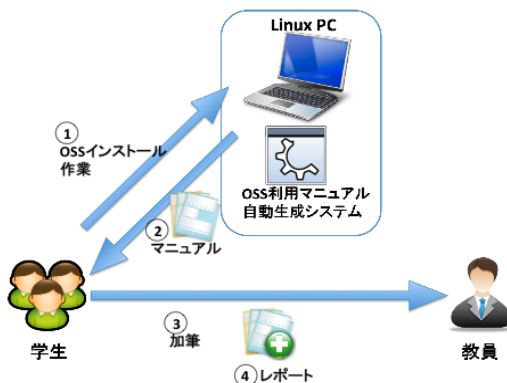 Linux PC
①
OSSインストール
作業
OSS利用マニュアル
自動生成システム
②
マニュアル
学生
③
加筆
④レポート
教員